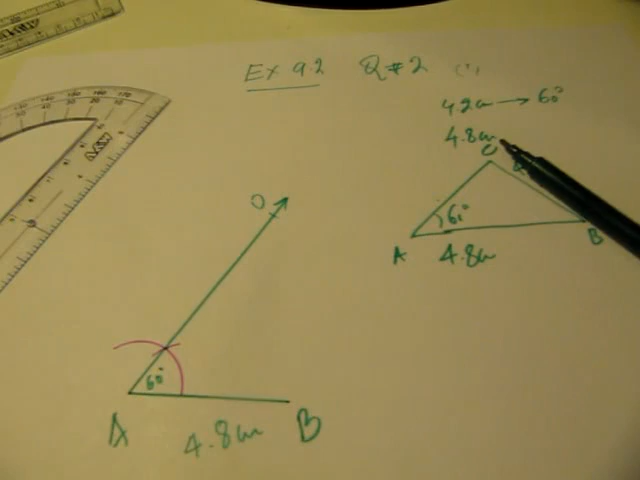 Ex 9.2 Q#2 (i)
4.2cm → 60°
4.8cm
C
60°
A 4.8cm B
60°
A 4.8cm B